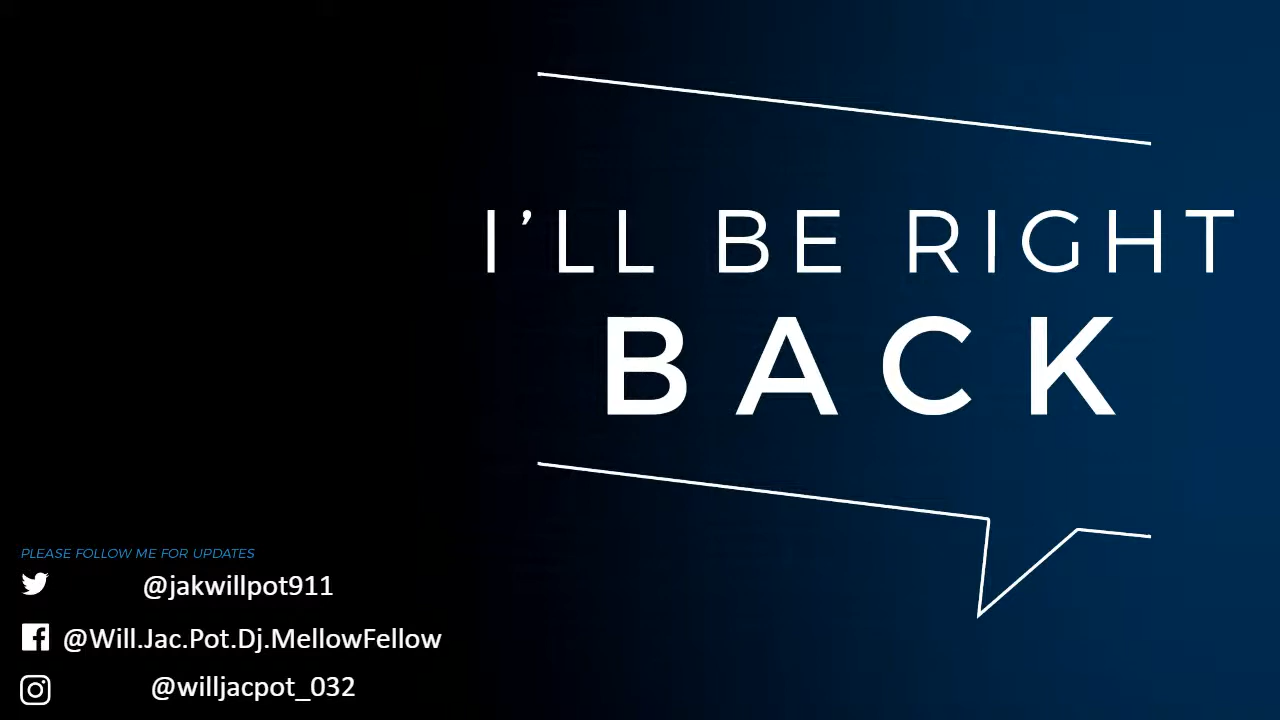 I’LL BE RIGHT
BACK
PLEASE FOLLOW ME FOR UPDATES
@jakwillpot911
@Will.Jac.Pot.Dj.MellowFellow
@willjacpot_032